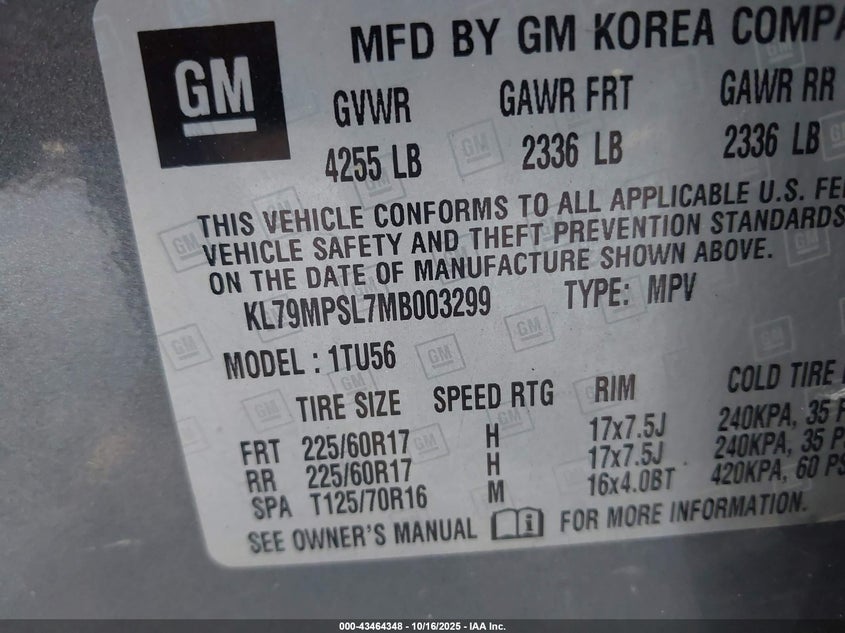 MFD BY GM KOREA
GM
GVWR GAWR FRT GAWR RR
4255 LB 2336 LB 2336 LB
THIS VEHICLE CONFORMS TO ALL APPLICABLE U.S.
VEHICLE SAFETY AND THEFT PREVENTION STANDARDS
ON THE DATE OF MANUFACTURE SHOWN ABOVE.
KL79MPSL7MB003299 TYPE: MPV
MODEL : 1TU56
TIRE SIZE SPEED RTG RIM COLD TIRE
FRT 225/60R17 H 17x7.5J 240KPA, 35
RR 225/60R17 H 17x7.5J 240KPA, 35
SPA T125/70R16 M 16x4.0BT 420KPA, 60
SEE OWNER'S MANUAL FOR MORE INFORMATION.
000-43464348 - 10/16/2025 - IAA Inc.